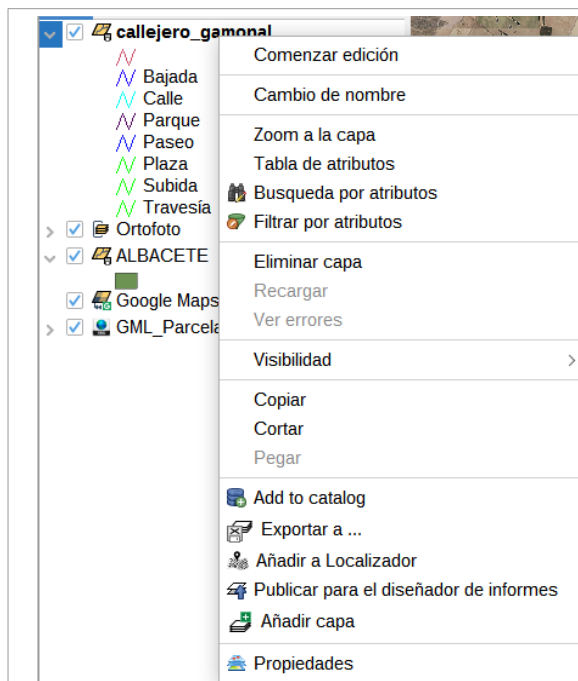 callejero_gamonal
Bajada
Calle
Parque
Paseo
Plaza
Subida
Travesía
Ortofoto
ALBACETE
Google Maps
GML_Parcela
Comenzar edición
Cambio de nombre
Zoom a la capa
Tabla de atributos
Busqueda por atributos
Filtrar por atributos
Eliminar capa
Recargar
Ver errores
Visibilidad
Copiar
Cortar
Pegar
Add to catalog
Exportar a ...
Añadir a Localizador
Publicar para el diseñador de informes
Añadir capa
Propiedades